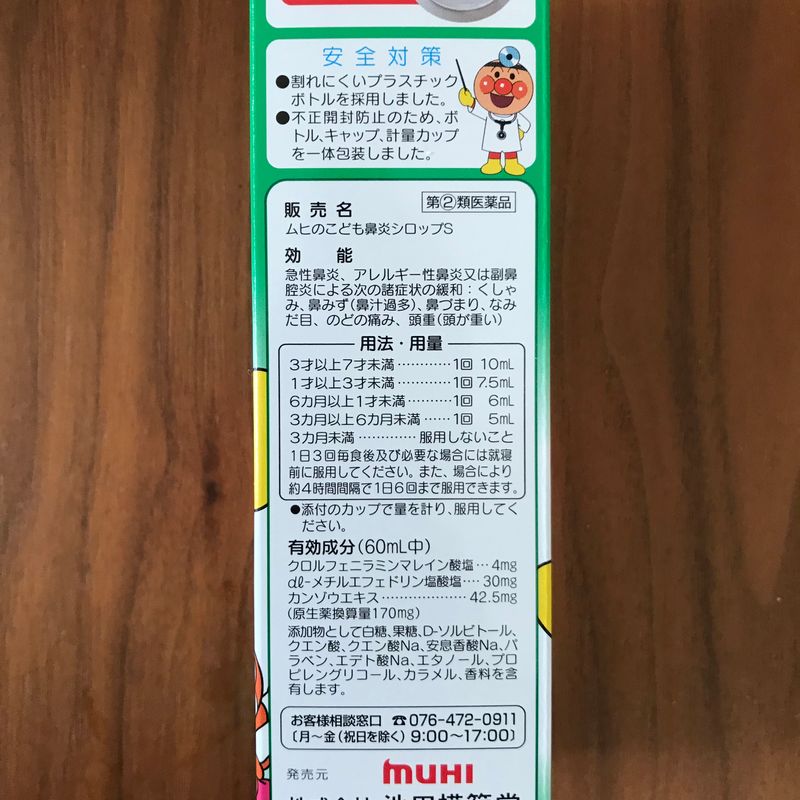 安全対策
●割れにくいプラスチック
ボトルを採用しました。
●不正開封防止のため、ボ
トル、キャップ、計量カップ
を一体包装しました。
第②類医薬品
販売名
ムヒのこども鼻炎シロップS
効能
急性鼻炎、アレルギー性鼻炎又は副鼻
腔炎による次の諸症状の緩和：くしゃ
み、鼻みず(鼻汁過多)、鼻づまり、なみ
だ目、のどの痛み、頭重(頭が重い)
用法・用量
3才以上7才未満…………1回 10mL
1才以上3才未満…………1回 7.5mL
6カ月以上1才未満………1回 6mL
3カ月以上6カ月未満……1回 5mL
3カ月未満…………服用しないこと
1日3回毎食後及び必要な場合には就寝
前に服用してください。また、場合により
約4時間間隔で1日6回まで服用できます。
●添付のカップで量を計り、服用してく
ださい。
有効成分(60mL中)
クロルフェニラミンマレイン酸塩…4mg
dl-メチルエフェドリン塩酸塩……30mg
カンゾウエキス…………………42.5mg
(原生薬換算量170mg)
添加物として白糖、果糖、D-ソルビトール、
クエン酸、クエン酸Na、安息香酸Na、パ
ラベン、エデト酸Na、エタノール、プロ
ピレングリコール、カラメル、香料を含
有します。
お客様相談窓口 ☎076-472-0911
〔月〜金(祝日を除く) 9:00〜17:00〕
発売元 MUHI
株式会社 池田模範堂